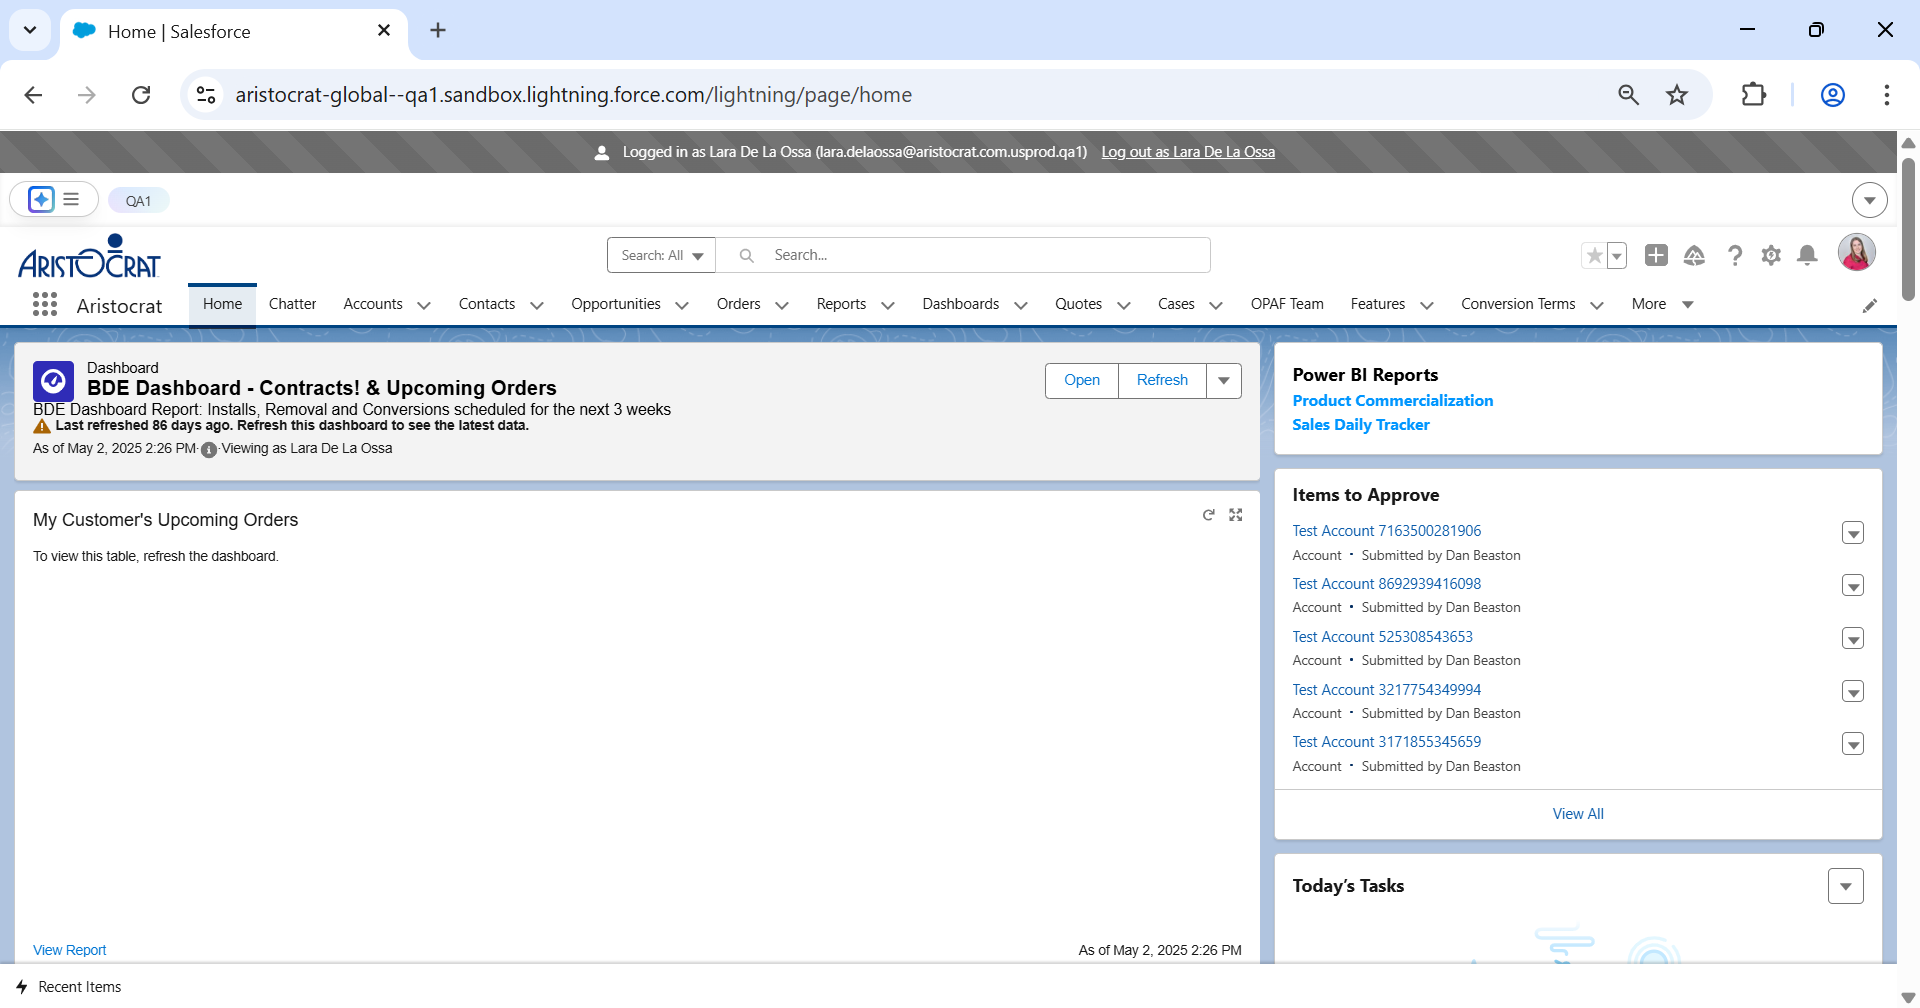 Home | Salesforce
aristocrat-global--qa1.sandbox.lightning.force.com/lightning/page/home
Logged in as Lara De La Ossa (lara.delaossa@aristocrat.com.usprod.qa1) Log out as Lara De La Ossa
QA1
ARISTOCRAT
Search: All
Search...
Aristocrat Home Chatter Accounts Contacts Opportunities Orders Reports Dashboards Quotes Cases OPAF Team Features Conversion Terms More
Dashboard
BDE Dashboard - Contracts! & Upcoming Orders
BDE Dashboard Report: Installs, Removal and Conversions scheduled for the next 3 weeks
Last refreshed 86 days ago. Refresh this dashboard to see the latest data.
As of May 2, 2025 2:26 PM·Viewing as Lara De La Ossa
Open Refresh
My Customer's Upcoming Orders
To view this table, refresh the dashboard.
View Report
As of May 2, 2025 2:26 PM
Power BI Reports
Product Commercialization
Sales Daily Tracker
Items to Approve
Test Account 7163500281906
Account • Submitted by Dan Beaston
Test Account 8692939416098
Account • Submitted by Dan Beaston
Test Account 525308543653
Account • Submitted by Dan Beaston
Test Account 3217754349994
Account • Submitted by Dan Beaston
Test Account 3171855345659
Account • Submitted by Dan Beaston
View All
Today's Tasks
Recent Items